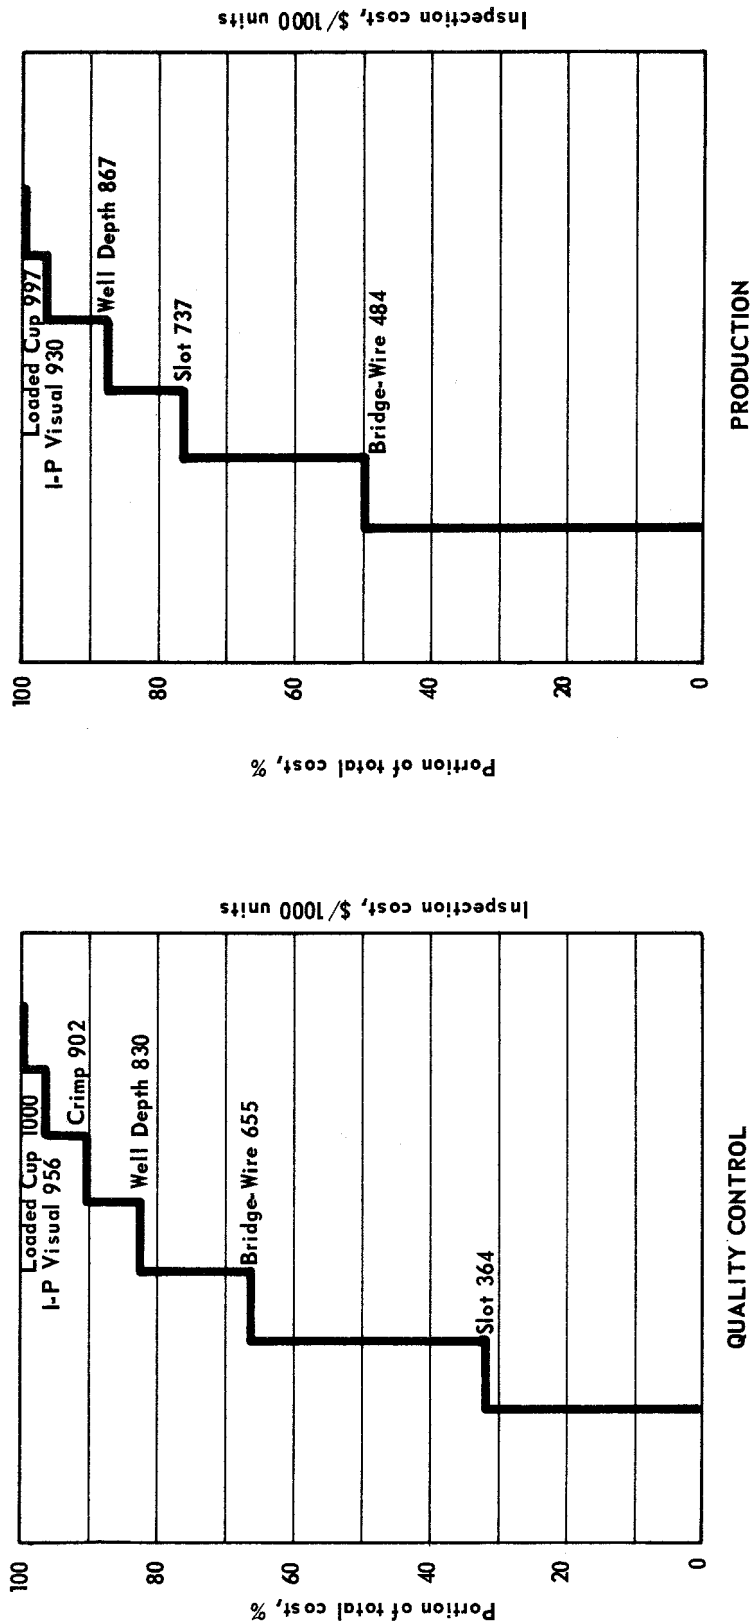 Portion of total cost, %
100
80
60
40
20
0
Loaded Cup 1000
I-P Visual 956
Crimp 902
Well Depth 830
Bridge-Wire 655
Slot 364
Inspection cost, $/1000 units
QUALITY CONTROL
Portion of total cost, %
100
80
60
40
20
0
Loaded Cup 997
I-P Visual 930
Well Depth 867
Slot 737
Bridge-Wire 484
Inspection cost, $/1000 units
PRODUCTION